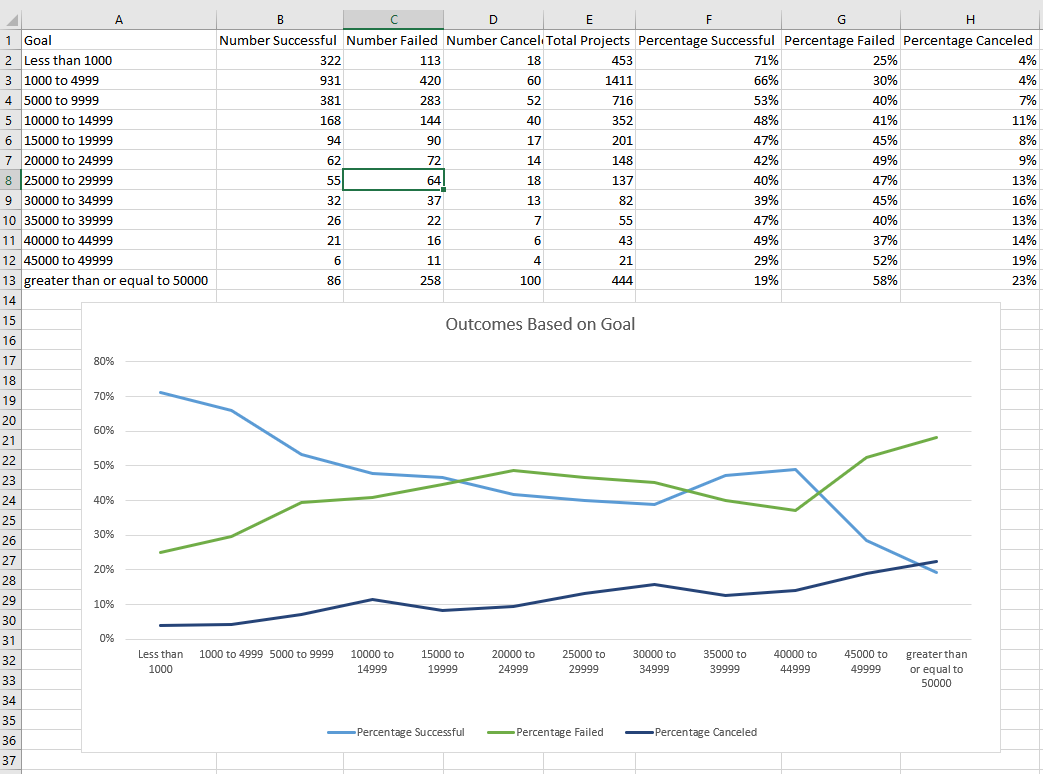 A B C D E F G H
1 Goal Number Successful Number Failed Number Cancel Total Projects Percentage Successful Percentage Failed Percentage Canceled
2 Less than 1000 322 113 18 453 71% 25% 4%
3 1000 to 4999 931 420 60 1411 66% 30% 4%
4 5000 to 9999 381 283 52 716 53% 40% 7%
5 10000 to 14999 168 144 40 352 48% 41% 11%
6 15000 to 19999 94 90 17 201 47% 45% 8%
7 20000 to 24999 62 72 14 148 42% 49% 9%
8 25000 to 29999 55 64 18 137 40% 47% 13%
9 30000 to 34999 32 37 13 82 39% 45% 16%
10 35000 to 39999 26 22 7 55 47% 40% 13%
11 40000 to 44999 21 16 6 43 49% 37% 14%
12 45000 to 49999 6 11 4 21 29% 52% 19%
13 greater than or equal to 50000 86 258 100 444 19% 58% 23%
14
15 Outcomes Based on Goal
16
17 80%
18
19 70%
20
21 60%
22 50%
23
24 40%
25
26 30%
27 20%
28
29 10%
30
31 0%
32 Less than 1000 to 4999 5000 to 9999 10000 to 15000 to 20000 to 25000 to 30000 to 35000 to 40000 to 45000 to greater than
33 1000 14999 19999 24999 29999 34999 39999 44999 49999 or equal to
50000
34
35
36 Percentage Successful Percentage Failed Percentage Canceled
37